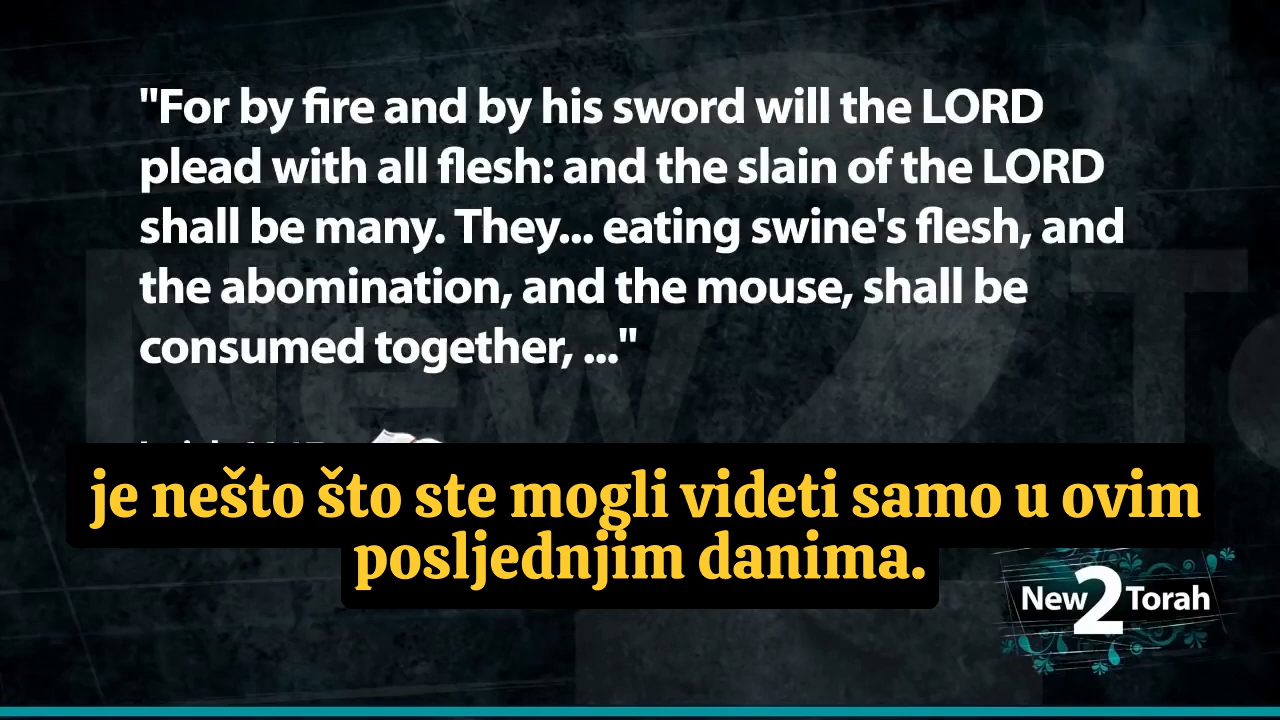 "For by fire and by his sword will the LORD
plead with all flesh: and the slain of the LORD
shall be many. They... eating swine's flesh, and
the abomination, and the mouse, shall be
consumed together, ..."
je nešto što ste mogli videti samo u ovim
posljednjim danima.
New2Torah